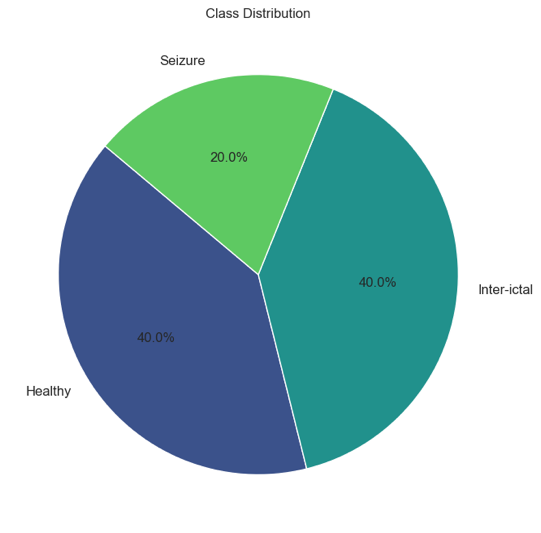 Class Distribution
Seizure
20.0%
40.0%
Inter-ictal
40.0%
Healthy